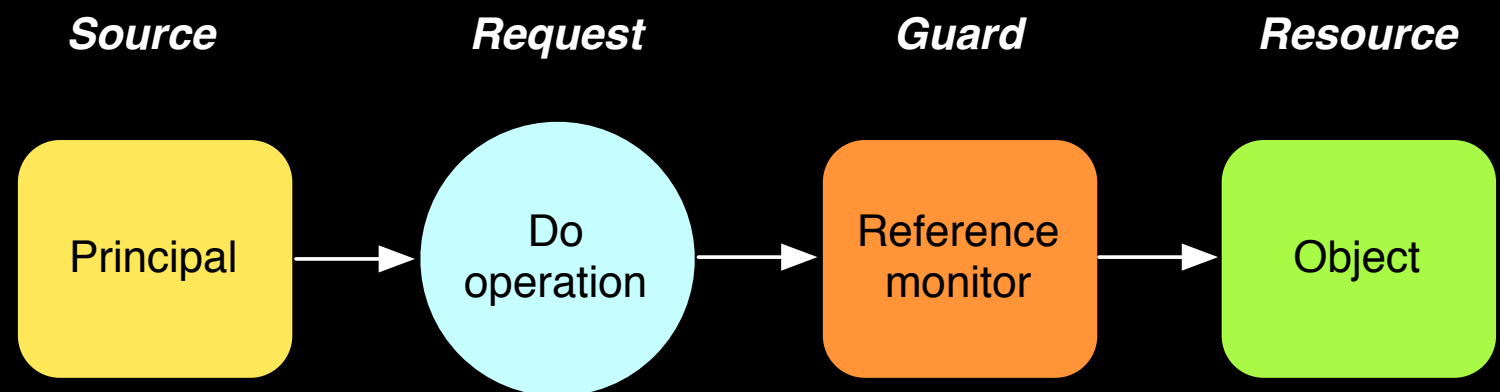 Source
Request
Guard
Resource
Principal
Do
operation
Reference
monitor
Object